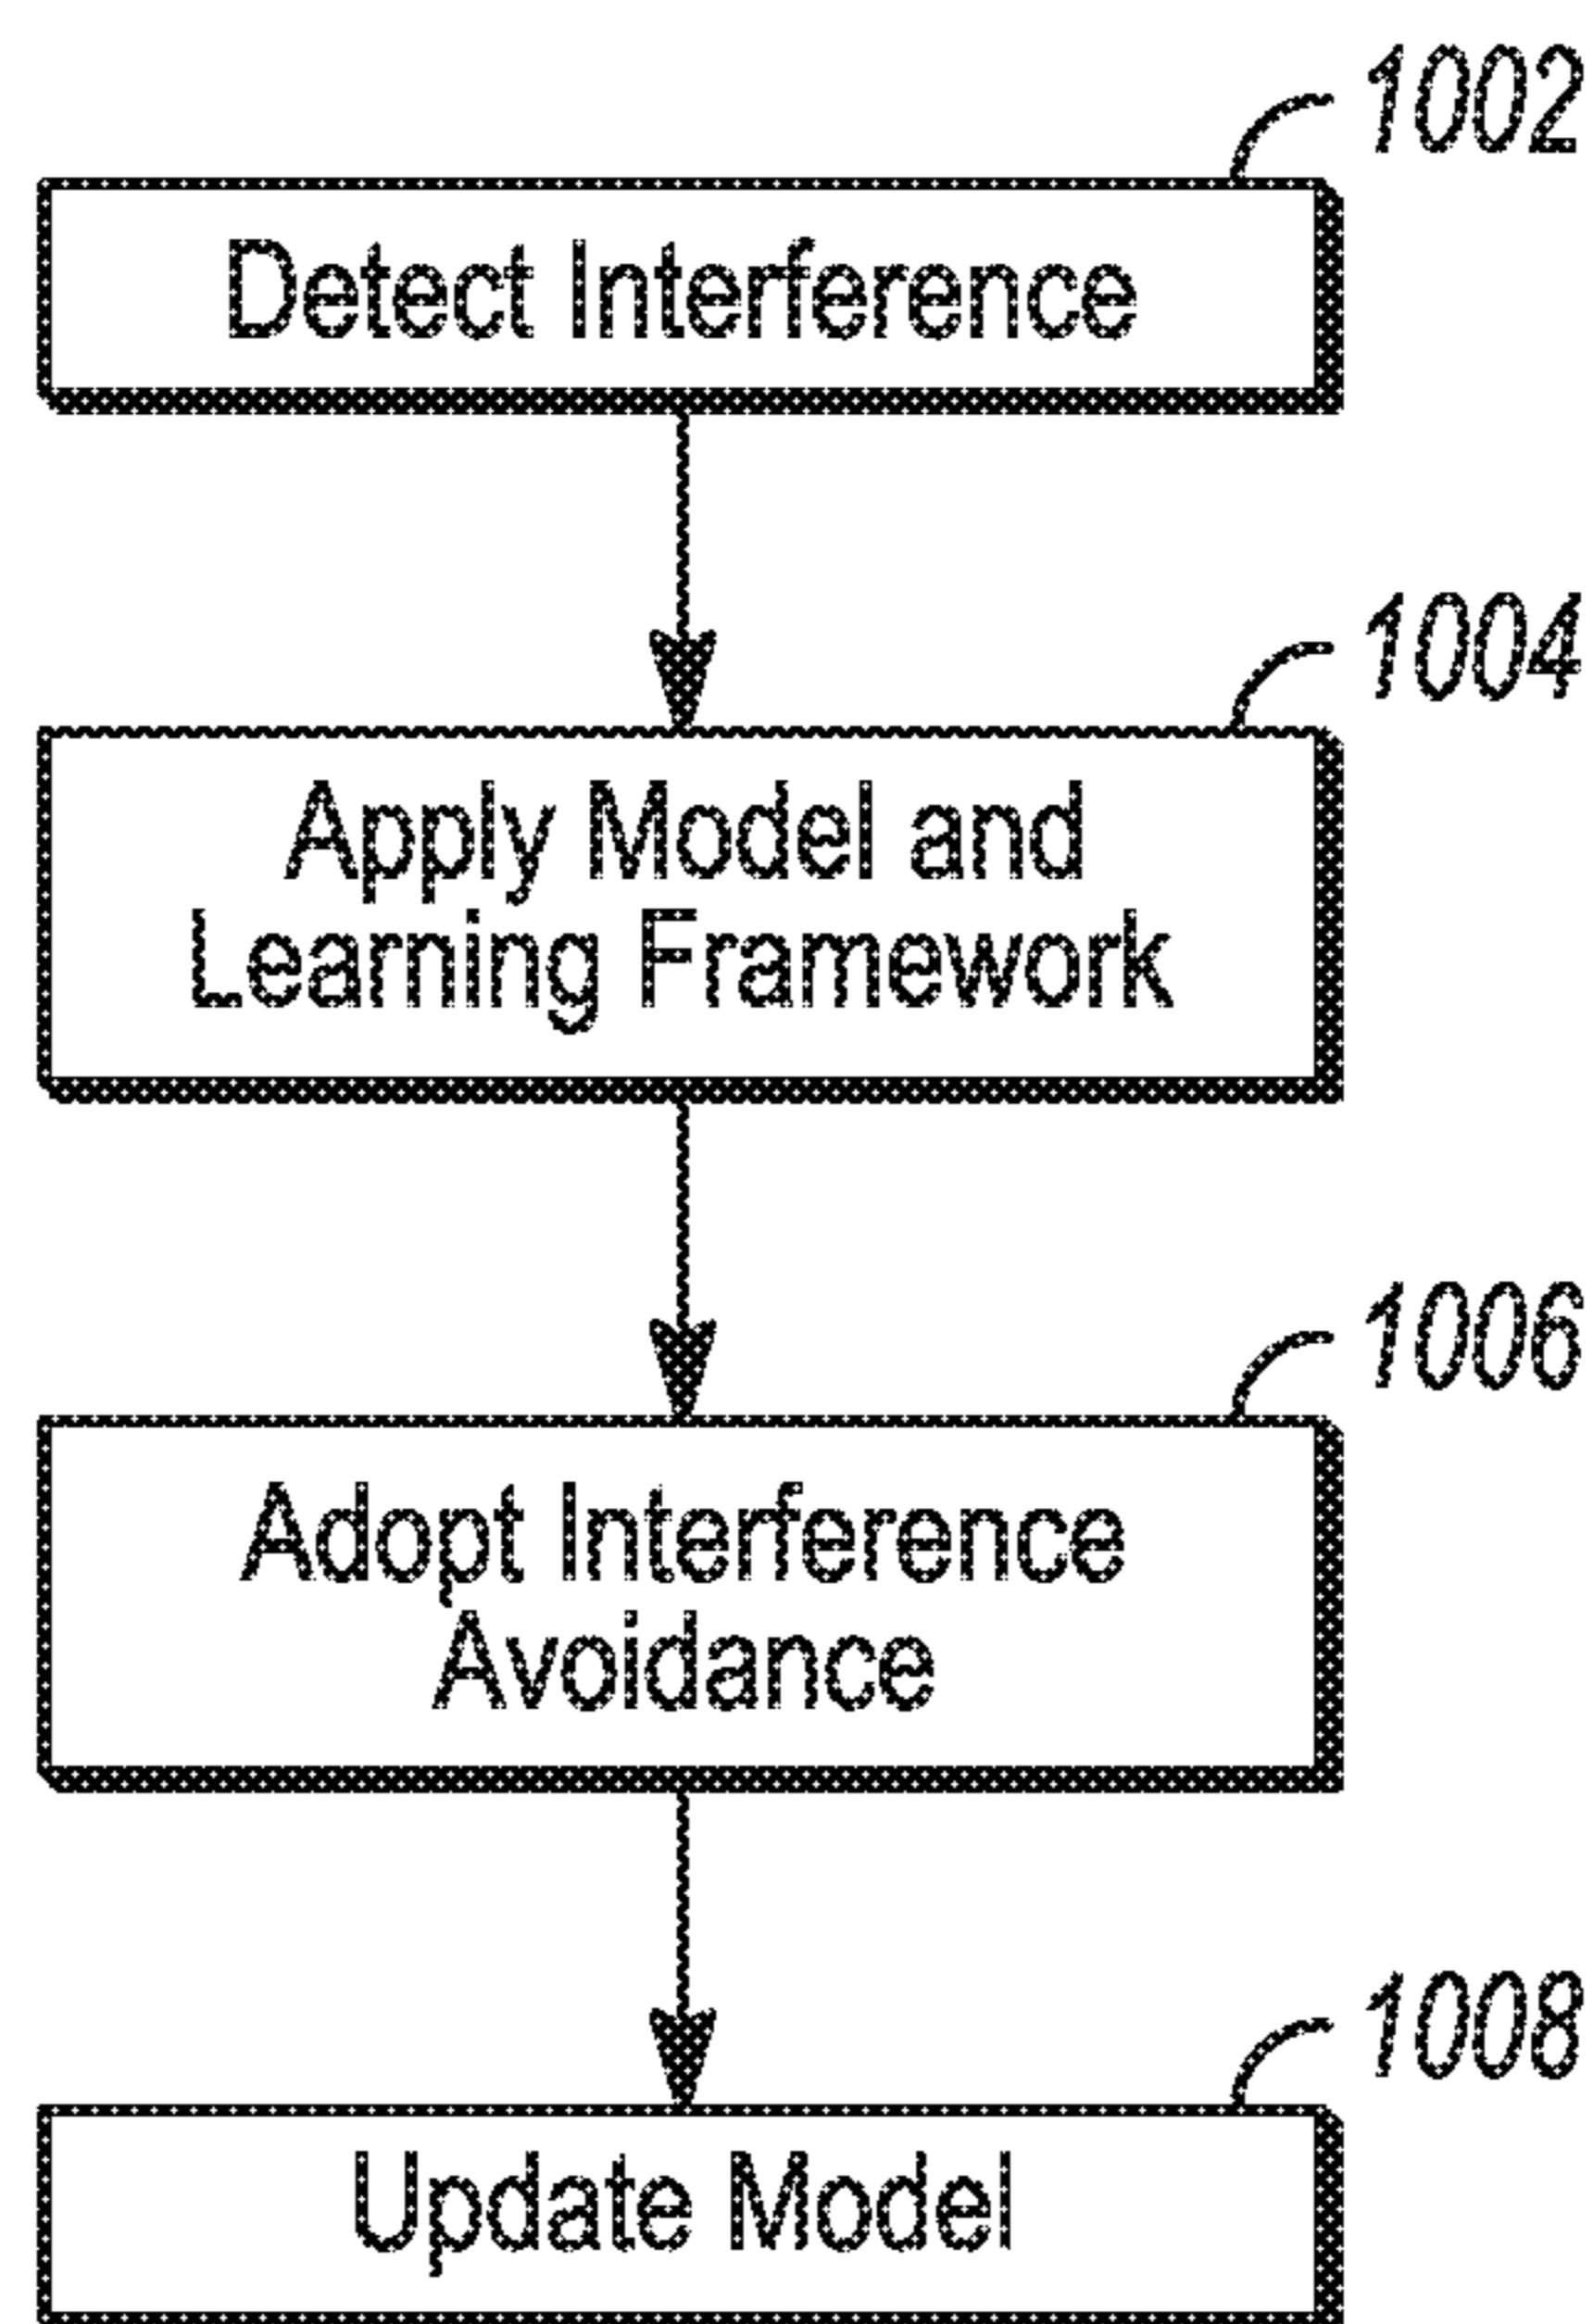 1002
Detect Interference
1004
Apply Model and
Learning Framework
1006
Adopt Interference
Avoidance
1008
Update Model